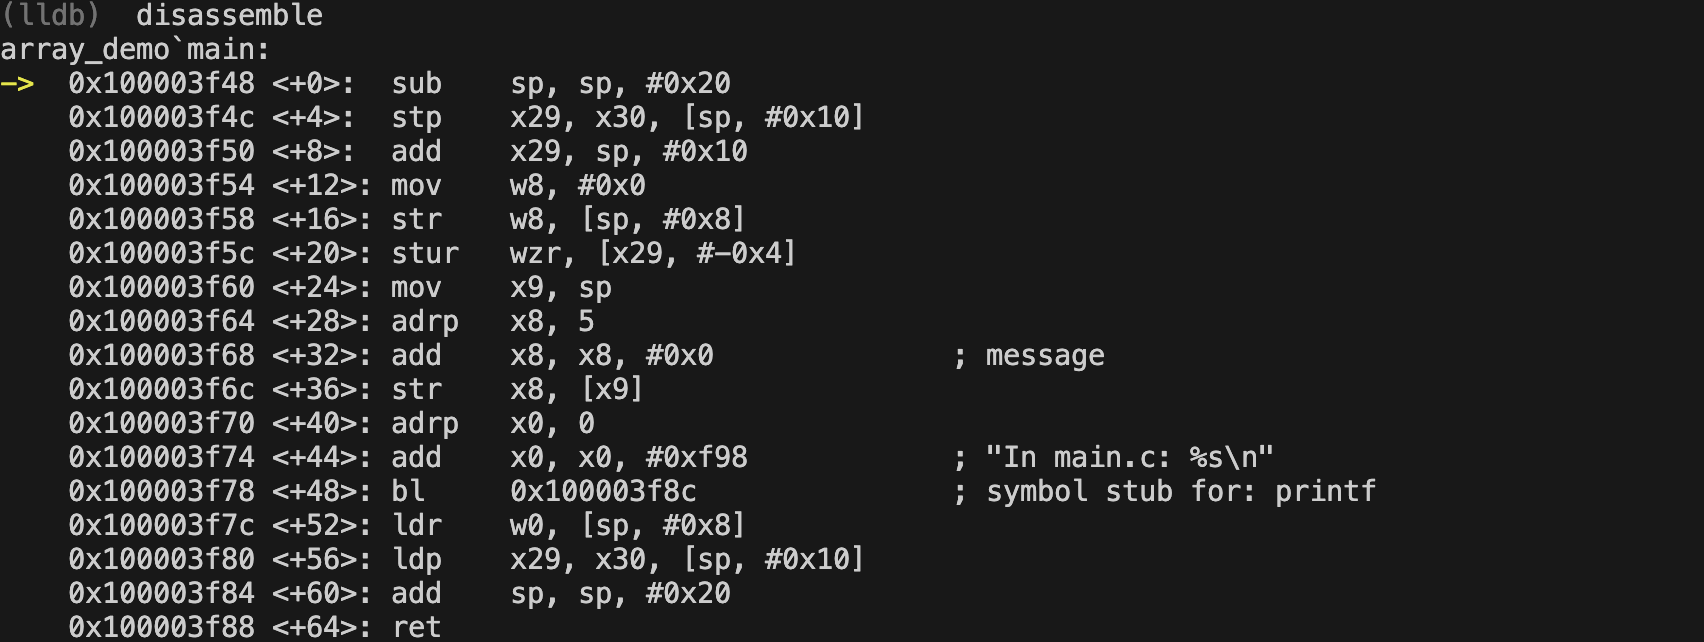 (lldb) disassemble
array_demo`main:
->  0x100003f48 <+0>:  sub    sp, sp, #0x20
    0x100003f4c <+4>:  stp    x29, x30, [sp, #0x10]
    0x100003f50 <+8>:  add    x29, sp, #0x10
    0x100003f54 <+12>: mov    w8, #0x0
    0x100003f58 <+16>: str    w8, [sp, #0x8]
    0x100003f5c <+20>: stur   wzr, [x29, #-0x4]
    0x100003f60 <+24>: mov    x9, sp
    0x100003f64 <+28>: adrp   x8, 5
    0x100003f68 <+32>: add    x8, x8, #0x0              ; message
    0x100003f6c <+36>: str    x8, [x9]
    0x100003f70 <+40>: adrp   x0, 0
    0x100003f74 <+44>: add    x0, x0, #0xf98            ; "In main.c: %s\n"
    0x100003f78 <+48>: bl     0x100003f8c               ; symbol stub for: printf
    0x100003f7c <+52>: ldr    w0, [sp, #0x8]
    0x100003f80 <+56>: ldp    x29, x30, [sp, #0x10]
    0x100003f84 <+60>: add    sp, sp, #0x20
    0x100003f88 <+64>: ret